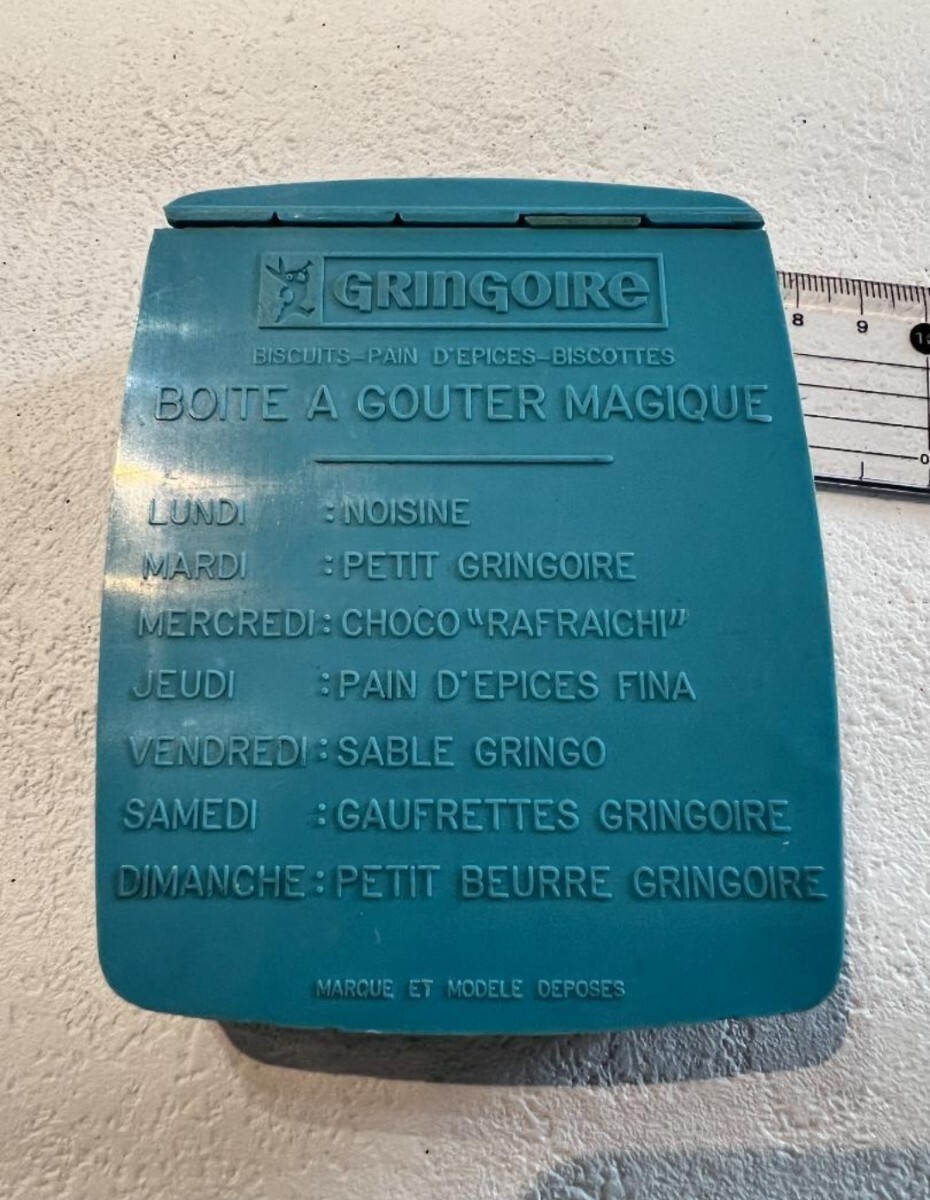 GRINGOIRE
BISCUITS-PAIN D'EPICES-BISCOTTES
BOITE A GOUTER MAGIQUE
LUNDI : NOISINE
MARDI : PETIT GRINGOIRE
MERCREDI : CHOCO "RAFRAICHI"
JEUDI : PAIN D'EPICES FINA
VENDREDI : SABLE GRINGO
SAMEDI : GAUFRETTES GRINGOIRE
DIMANCHE : PETIT BEURRE GRINGOIRE
MARQUE ET MODELE DEPOSES
8 9
0